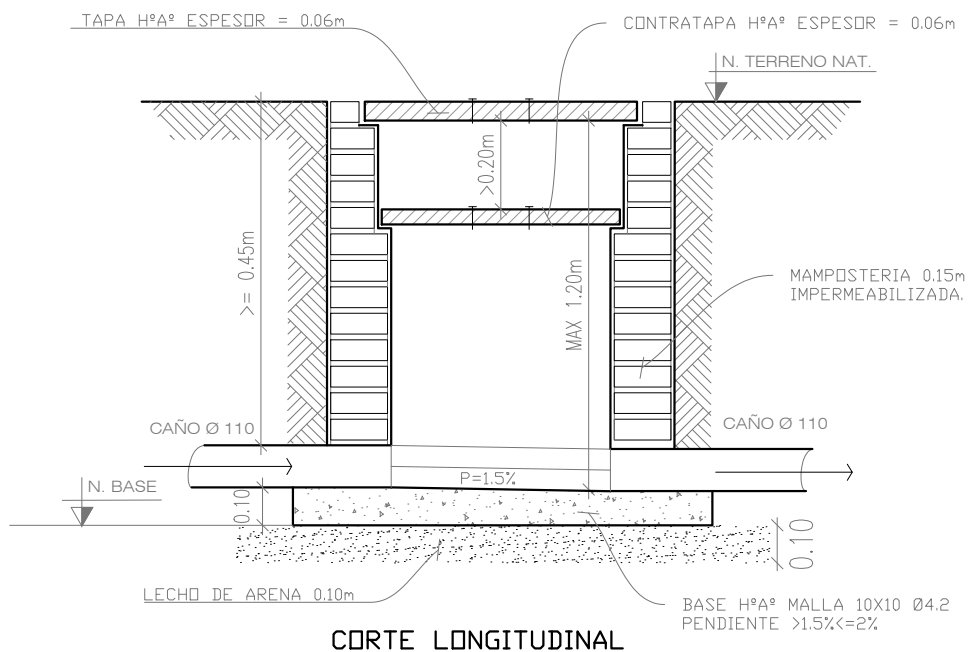 TAPA HºAº ESPESOR = 0.06m
CONTRATAPA HºAº ESPESOR = 0.06m
N. TERRENO NAT.
>0.20m
>= 0.45m
MAX 1.20m
MAMPOSTERIA 0.15m
IMPERMEABILIZADA.
CAÑO Ø 110
CAÑO Ø 110
P=1.5%
N. BASE
0.10
0.10
LECHO DE ARENA 0.10m
BASE HºAº MALLA 10X10 Ø4.2
PENDIENTE >1.5%<=2%
CORTE LONGITUDINAL